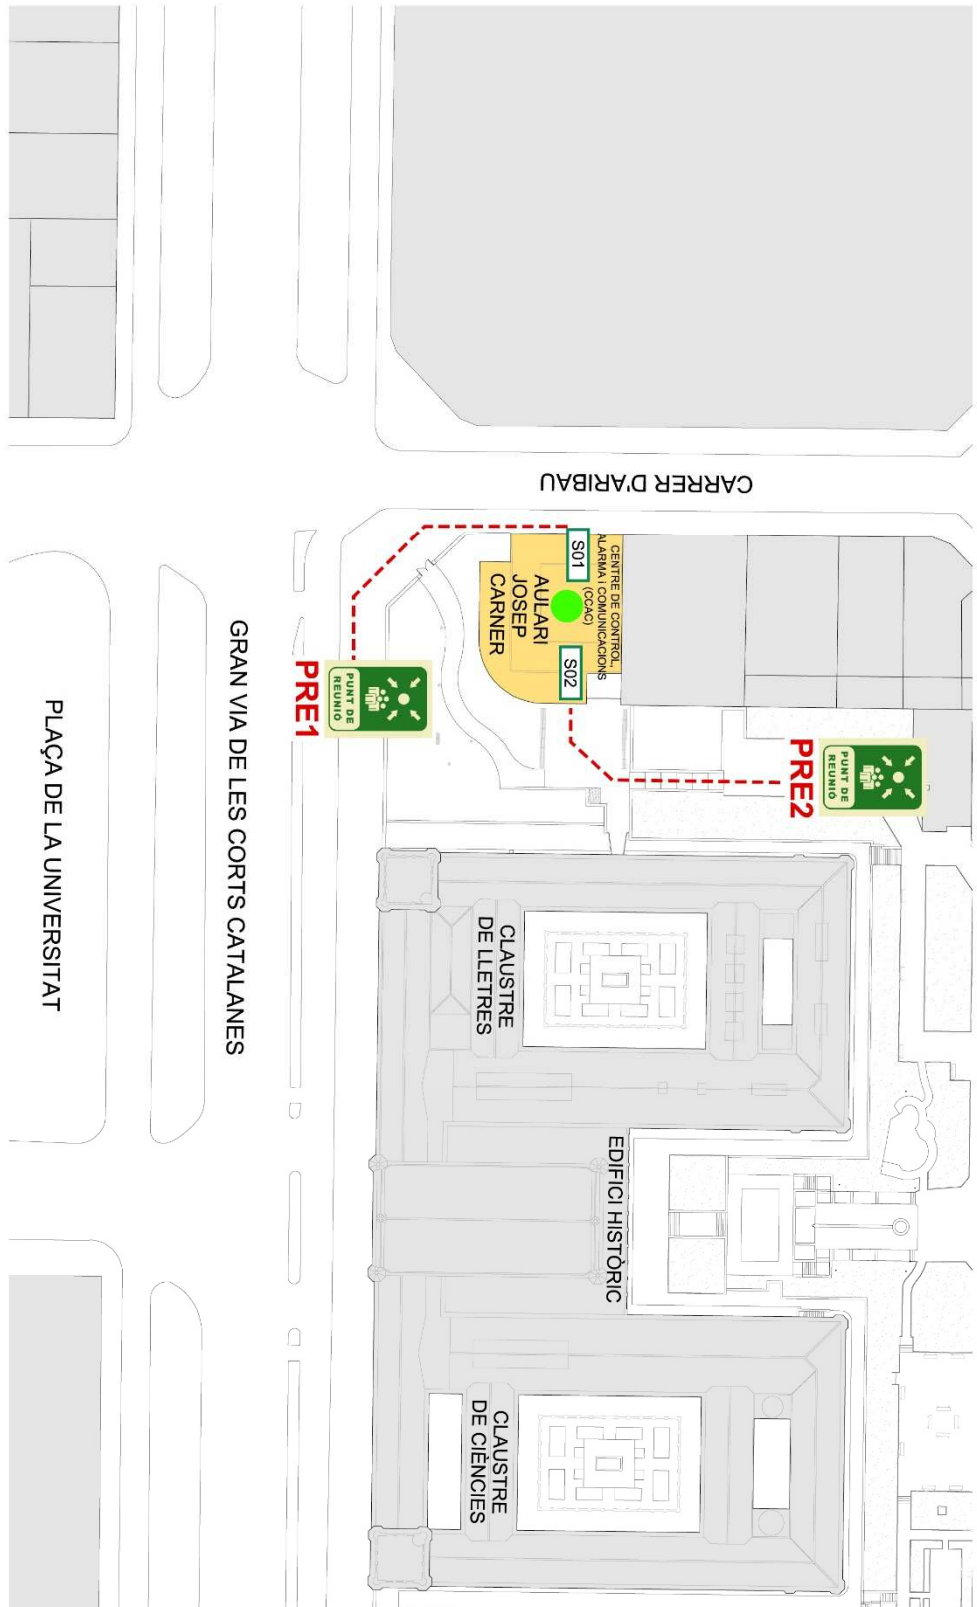 CARRER D'ARIBAU
CENTRE DE CONTROL,
ALARMA I COMUNICACIONS
(CCAC)
S01
S02
AULARI
JOSEP
CARNER
PUNT DE
REUNIÓ
PRE1
PUNT DE
REUNIÓ
PRE2
GRAN VIA DE LES CORTS CATALANES
PLAÇA DE LA UNIVERSITAT
CLAUSTRE
DE LLETRES
EDIFICI HISTÒRIC
CLAUSTRE
DE CIÈNCIES